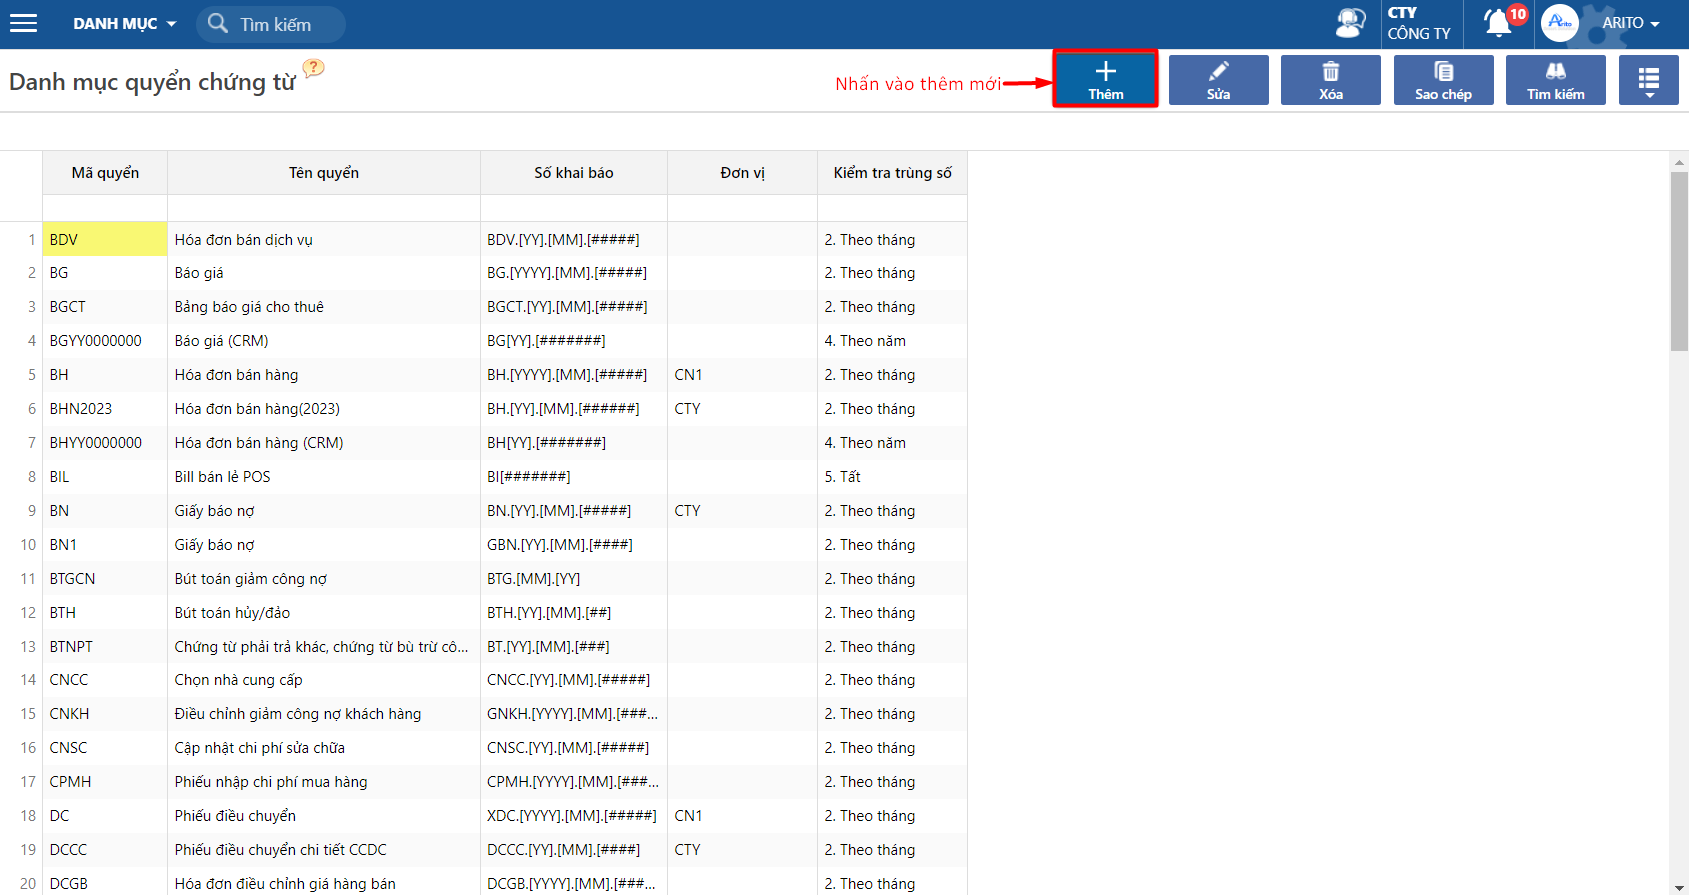 DANH MỤC
Tìm kiếm
CTY
CÔNG TY
10
Arito
ARITO
Danh mục quyển chứng từ
?
Nhấn vào thêm mới
Thêm
Sửa
Xóa
Sao chép
Tìm kiếm
Mã quyển Tên quyển Số khai báo Đơn vị Kiểm tra trùng số
1 BDV Hóa đơn bán dịch vụ BDV.[YY].[MM].[#####] 2. Theo tháng
2 BG Báo giá BG.[YYYY].[MM].[#####] 2. Theo tháng
3 BGCT Bảng báo giá cho thuê BGCT.[YY].[MM].[#####] 2. Theo tháng
4 BGYY0000000 Báo giá (CRM) BG[YY].[#######] 4. Theo năm
5 BH Hóa đơn bán hàng BH.[YYYY].[MM].[#####] CN1 2. Theo tháng
6 BHN2023 Hóa đơn bán hàng(2023) BH.[YY].[MM].[######] CTY 2. Theo tháng
7 BHYY0000000 Hóa đơn bán hàng (CRM) BH[YY].[#######] 4. Theo năm
8 BIL Bill bán lẻ POS BI[#######] 5. Tất
9 BN Giấy báo nợ BN.[YY].[MM].[#####] CTY 2. Theo tháng
10 BN1 Giấy báo nợ GBN.[YY].[MM].[####] 2. Theo tháng
11 BTGCN Bút toán giảm công nợ BTG.[MM].[YY] 2. Theo tháng
12 BTH Bút toán hủy/đảo BTH.[YY].[MM].[##] 2. Theo tháng
13 BTNPT Chứng từ phải trả khác, chứng từ bù trừ cô... BT.[YY].[MM].[###] 2. Theo tháng
14 CNCC Chọn nhà cung cấp CNCC.[YY].[MM].[#####] 2. Theo tháng
15 CNKH Điều chỉnh giảm công nợ khách hàng GNKH.[YYYY].[MM].[###... 2. Theo tháng
16 CNSC Cập nhật chi phí sửa chữa CNSC.[YY].[MM].[#####] 2. Theo tháng
17 CPMH Phiếu nhập chi phí mua hàng CPMH.[YYYY].[MM].[###... 2. Theo tháng
18 DC Phiếu điều chuyển XDC.[YYYY].[MM].[#####] CN1 2. Theo tháng
19 DCCC Phiếu điều chuyển chi tiết CCDC DCCC.[YY].[MM].[####] CTY 2. Theo tháng
20 DCGB Hóa đơn điều chỉnh giá hàng bán DCGB.[YYYY].[MM].[###... 2. Theo tháng